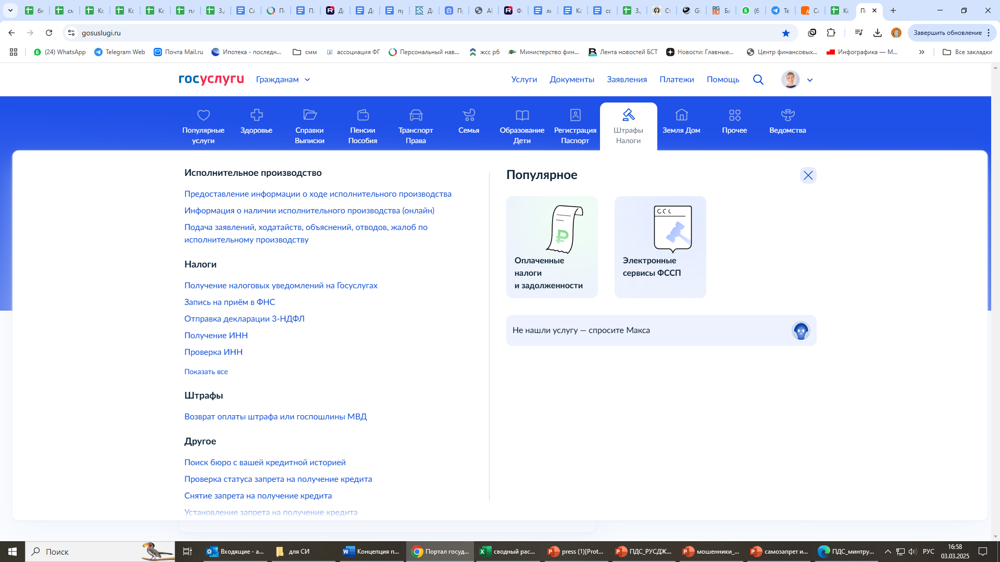 gosuslugi.ru
Завершить обновление
(24) WhatsApp
Telegram Web
Почта Mail.ru
Ипотека - последн...
смм
ассоциация ФГ
Персональный нав...
жсс рб
Министерство фин...
Лента новостей БСТ
Новости: Главные...
Центр финансовых...
Инфографика — М...
Все закладки
госуслуги
Гражданам
Услуги
Документы
Заявления
Платежи
Помощь
Популярные
услуги
Здоровье
Справки
Выписки
Пенсии
Пособия
Транспорт
Права
Семья
Образование
Дети
Регистрация
Паспорт
Штрафы
Налоги
Земля Дом
Прочее
Ведомства
Исполнительное производство
Предоставление информации о ходе исполнительного производства
Информация о наличии исполнительного производства (онлайн)
Подача заявлений, ходатайств, объяснений, отводов, жалоб по
исполнительному производству
Налоги
Получение налоговых уведомлений на Госуслугах
Запись на приём в ФНС
Отправка декларации 3-НДФЛ
Получение ИНН
Проверка ИНН
Показать все
Штрафы
Возврат оплаты штрафа или госпошлины МВД
Другое
Поиск бюро с вашей кредитной историей
Проверка статуса запрета на получение кредита
Снятие запрета на получение кредита
Установление запрета на получение кредита
Популярное
Оплаченные
налоги
и задолженности
Электронные
сервисы ФССП
Не нашли услугу — спросите Макса
Поиск
Входящие - a...
для СИ
Концепция п...
Портал госуд...
сводный рас...
press (1)[Prot...
ПДС_РУСДЖ...
мошенники_...
самозапрет и...
ПДС_минтру...
РУС
16:58
03.03.2025